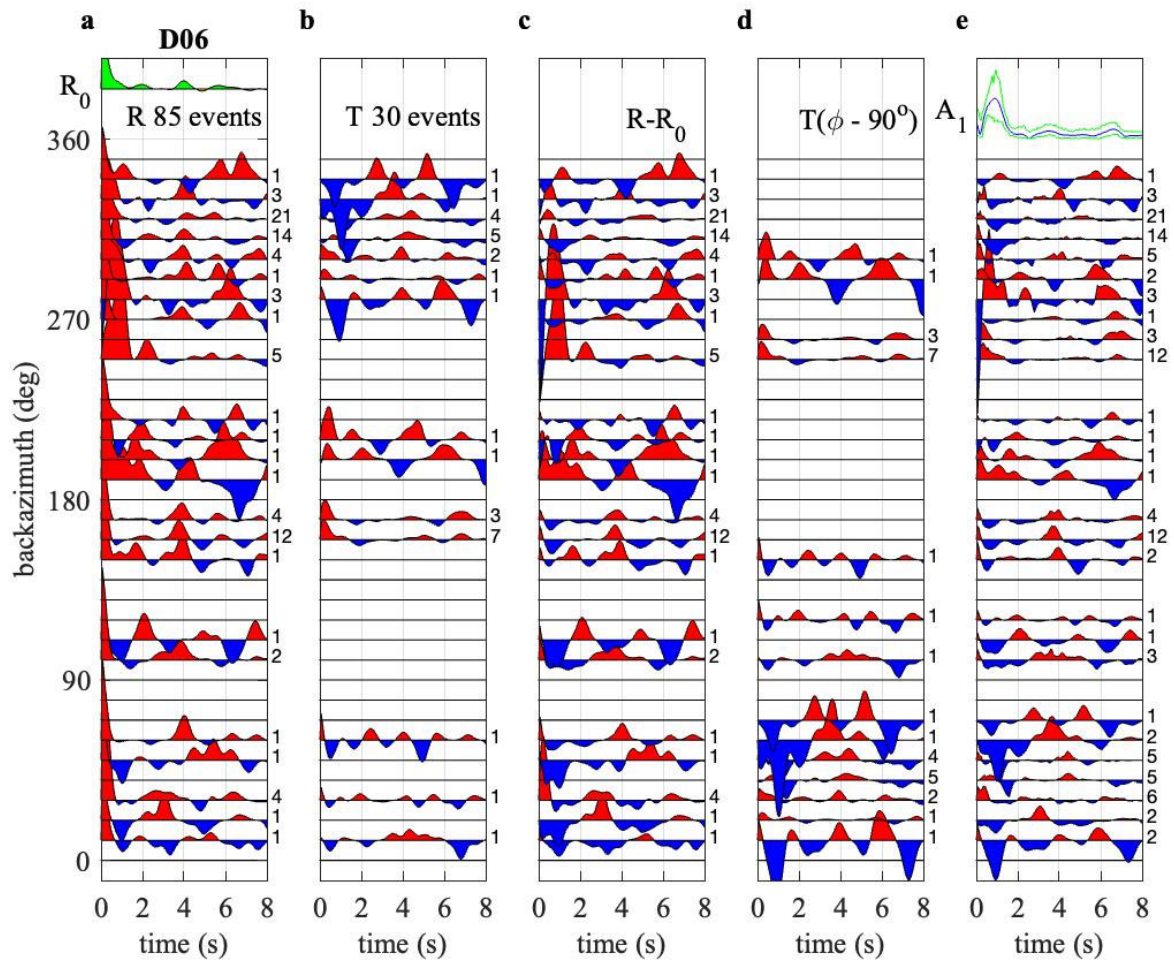 a b c d e
D06
R0
R 85 events T 30 events R-R0 T(ϕ - 90o) A1
360
270
180
90
0
backazimuth (deg)
1 3 21 14 4 1 3 1 5 1 1 1 1 4 12 1 1 2 1 1 4 1 1
1 1 4 5 2 1 1 1 1 3 7 1 1 1
1 3 21 14 4 1 3 1 5 1 1 1 1 4 12 1 1 2 1 1 4 1 1
1 1 3 7 1 1 1 1 1 4 5 2 1 1
1 3 21 14 5 2 3 1 3 12 1 1 1 1 4 12 2 1 1 3 1 2 5 5 6 2 2
0 2 4 6 8 0 2 4 6 8 0 2 4 6 8 0 2 4 6 8 0 2 4 6 8
time (s) time (s) time (s) time (s) time (s)